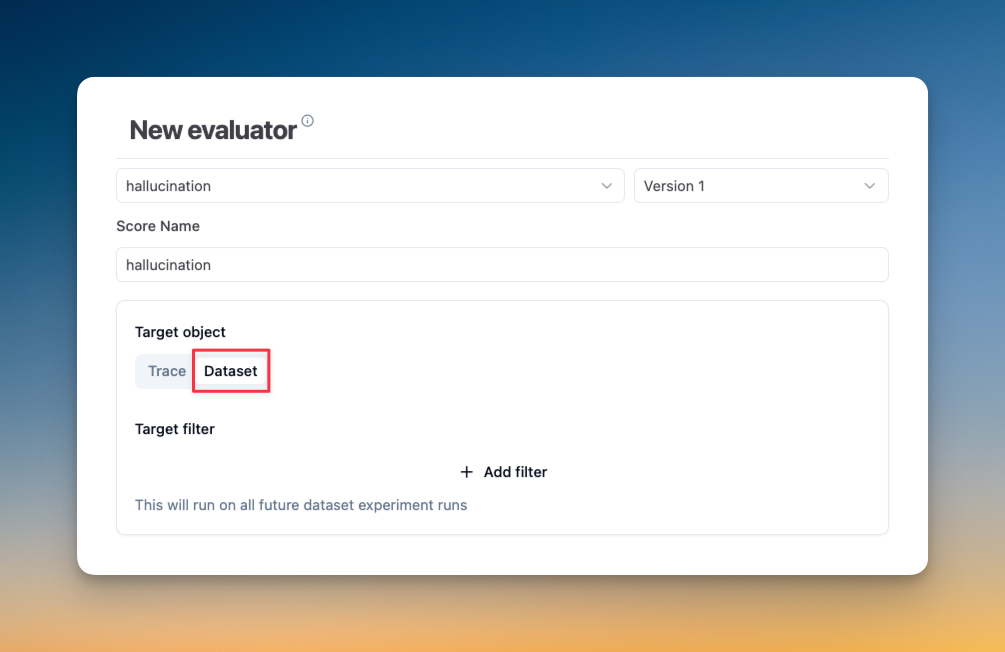 New evaluator
hallucination
Version 1
Score Name
hallucination
Target object
Trace
Dataset
Target filter
+ Add filter
This will run on all future dataset experiment runs